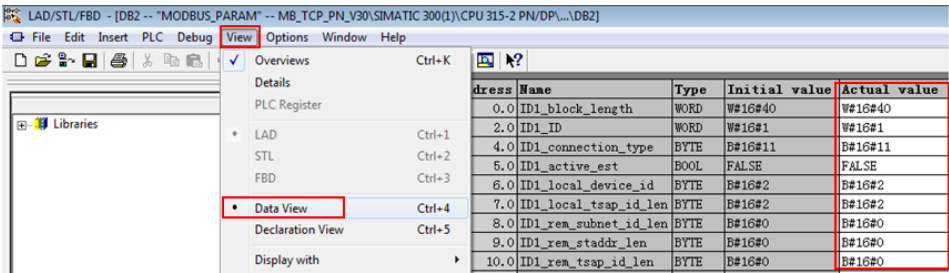 LAD/STL/FBD - [DB2 -- "MODBUS_PARAM" -- MB_TCP_PN_V30\SIMATIC 300(1)\CPU 315-2 PN/DP\...\DB2]
File Edit Insert PLC Debug View Options Window Help
Overviews Ctrl+K
Details
PLC Register
LAD Ctrl+1
STL Ctrl+2
FBD Ctrl+3
Data View Ctrl+4
Declaration View Ctrl+5
Display with
Libraries
dress Name Type Initial value Actual value
0.0 ID1_block_length WORD W#16#40 W#16#40
2.0 ID1_ID WORD W#16#1 W#16#1
4.0 ID1_connection_type BYTE B#16#11 B#16#11
5.0 ID1_active_est BOOL FALSE FALSE
6.0 ID1_local_device_id BYTE B#16#2 B#16#2
7.0 ID1_local_tsap_id_len BYTE B#16#2 B#16#2
8.0 ID1_rem_subnet_id_len BYTE B#16#0 B#16#0
9.0 ID1_rem_staddr_len BYTE B#16#0 B#16#0
10.0 ID1_rem_tsap_id_len BYTE B#16#0 B#16#0